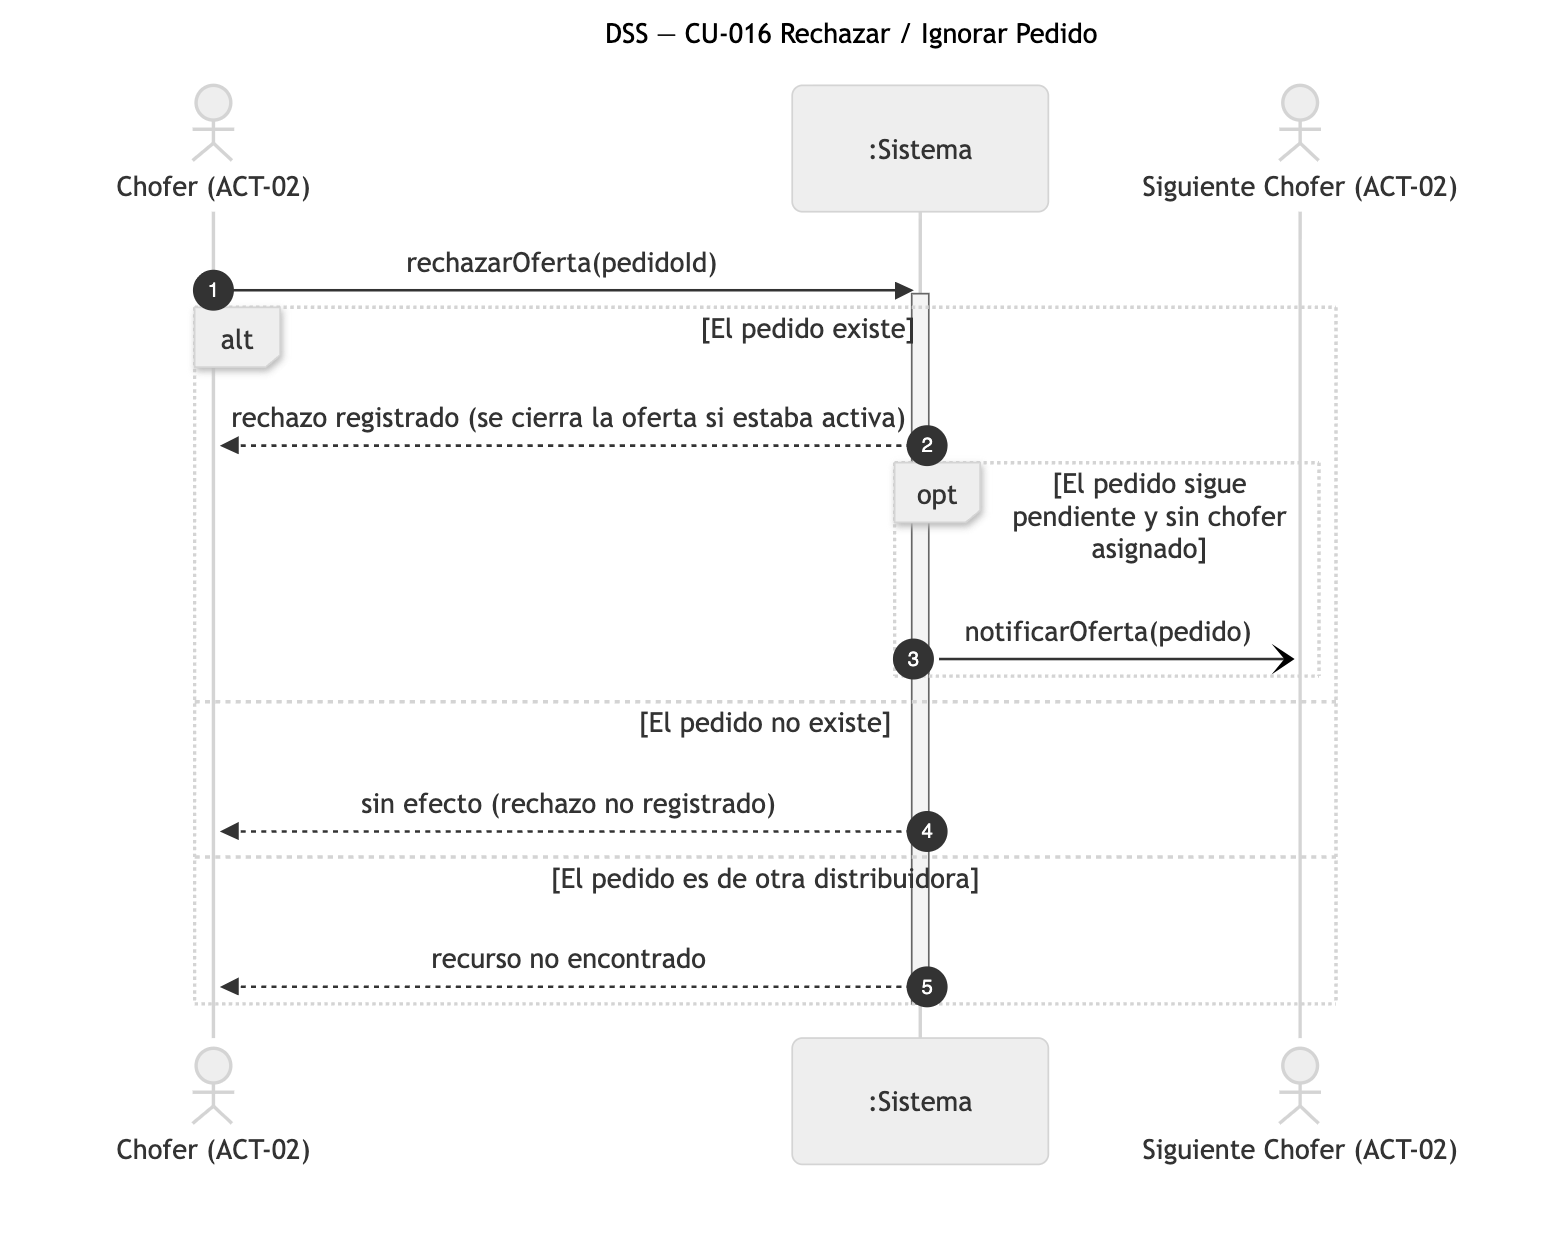 DSS — CU-016 Rechazar / Ignorar Pedido
:Sistema
Chofer (ACT-02)
Siguiente Chofer (ACT-02)
rechazarOferta(pedidoId)
1
[El pedido existe]
alt
rechazo registrado (se cierra la oferta si estaba activa)
2
opt
[El pedido sigue
pendiente y sin chofer
asignado]
notificarOferta(pedido)
3
[El pedido no existe]
sin efecto (rechazo no registrado)
4
[El pedido es de otra distribuidora]
recurso no encontrado
5
:Sistema
Chofer (ACT-02)
Siguiente Chofer (ACT-02)